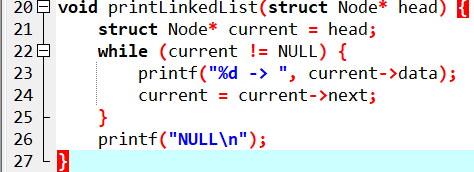 20 void printLinkedList(struct Node* head) {
21     struct Node* current = head;
22     while (current != NULL) {
23         printf("%d -> ", current->data);
24         current = current->next;
25     }
26     printf("NULL\n");
27 }